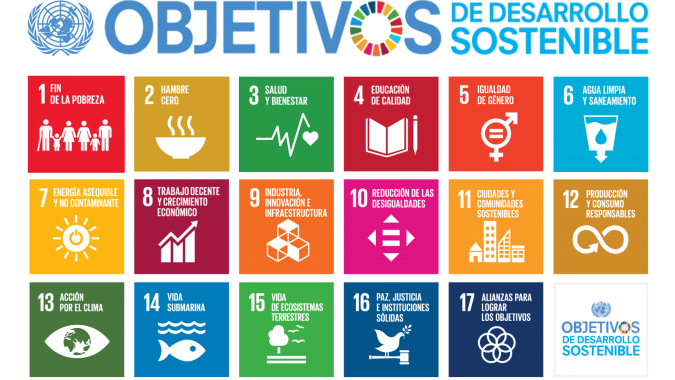 OBJETIVOS DE DESARROLLO
SOSTENIBLE
1 FIN
DE LA POBREZA
2 HAMBRE
CERO
3 SALUD
Y BIENESTAR
4 EDUCACIÓN
DE CALIDAD
5 IGUALDAD
DE GÉNERO
6 AGUA LIMPIA
Y SANEAMIENTO
7 ENERGÍA ASEQUIBLE
Y NO CONTAMINANTE
8 TRABAJO DECENTE
Y CRECIMIENTO
ECONÓMICO
9 INDUSTRIA,
INNOVACIÓN E
INFRAESTRUCTURA
10 REDUCCIÓN DE LAS
DESIGUALDADES
11 CIUDADES Y
COMUNIDADES
SOSTENIBLES
12 PRODUCCIÓN
Y CONSUMO
RESPONSABLES
13 ACCIÓN
POR EL CLIMA
14 VIDA
SUBMARINA
15 VIDA
DE ECOSISTEMAS
TERRESTRES
16 PAZ, JUSTICIA
E INSTITUCIONES
SÓLIDAS
17 ALIANZAS PARA
LOGRAR
LOS OBJETIVOS
OBJETIVOS
DE DESARROLLO
SOSTENIBLE